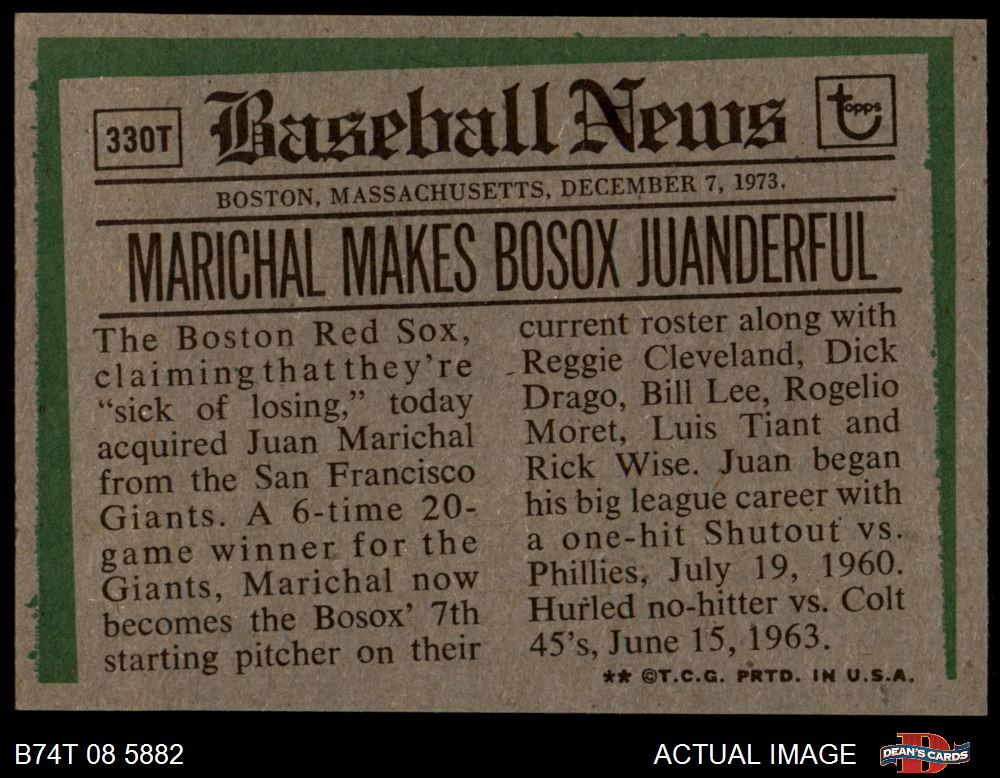 330T
Baseball News
Topps
BOSTON, MASSACHUSETTS, DECEMBER 7, 1973.
MARICHAL MAKES BOSOX JUANDERFUL
The Boston Red Sox,
claiming that they're
"sick of losing," today
acquired Juan Marichal
from the San Francisco
Giants. A 6-time 20-
game winner for the
Giants, Marichal now
becomes the Bosox' 7th
starting pitcher on their
current roster along with
Reggie Cleveland, Dick
Drago, Bill Lee, Rogelio
Moret, Luis Tiant and
Rick Wise. Juan began
his big league career with
a one-hit Shutout vs.
Phillies, July 19, 1960.
Hurled no-hitter vs. Colt
45's, June 15, 1963.
** ©T.C.G. PRTD. IN U.S.A.
B74T 08 5882
ACTUAL IMAGE
D
DEAN'S CARDS